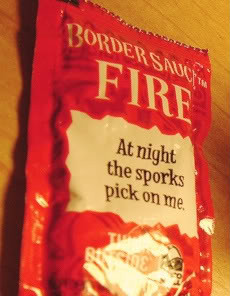 BORDER SAUCE™
FIRE
At night
the sporks
pick on me.